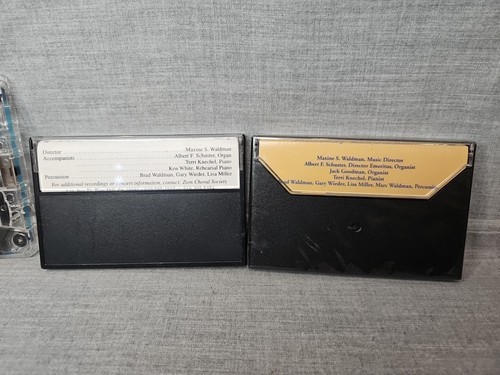 Director Maxine S. Waldman
Accompanists Albert F. Schuster, Organ
Terri Knechel, Piano
Ken White, Rehearsal Piano
Percussion Brad Waldman, Gary Wieder, Lisa Miller
For additional recordings or concert information, contact: Zion Choral Society
Maxine S. Waldman, Music Director
Albert F. Schuster, Director Emeritus, Organist
Jack Goodman, Organist
Terri Knechel, Pianist
Waldman, Gary Wieder, Lisa Miller, Marc Waldman,